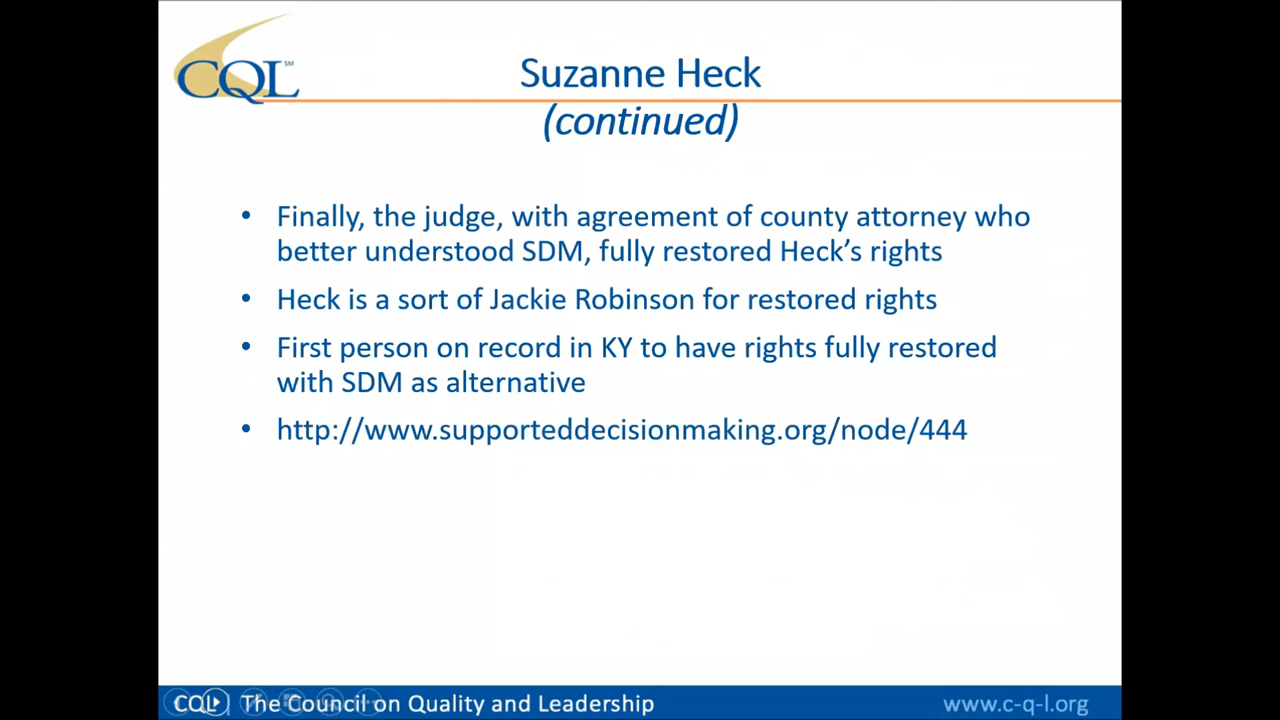 CQL℠
Suzanne Heck
(continued)
• Finally, the judge, with agreement of county attorney who
better understood SDM, fully restored Heck’s rights
• Heck is a sort of Jackie Robinson for restored rights
• First person on record in KY to have rights fully restored
with SDM as alternative
• http://www.supporteddecisionmaking.org/node/444
CQL | The Council on Quality and Leadership
www.c-q-l.org